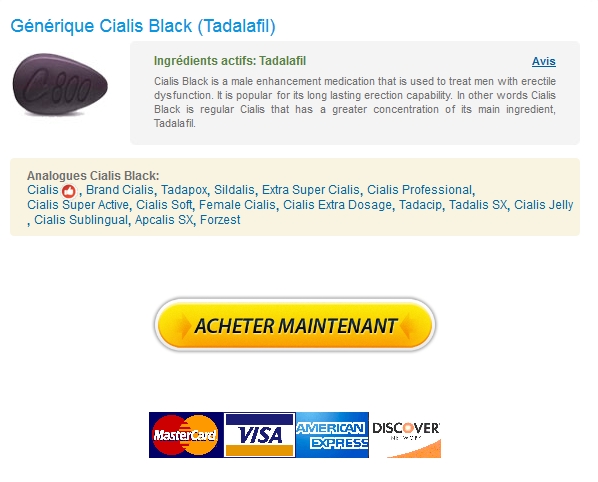 Générique Cialis Black (Tadalafil)
C 800
Ingrédients actifs: Tadalafil
Avis
Cialis Black is a male enhancement medication that is used to treat men with erectile
dysfunction. It is popular for its long lasting erection capability. In other words Cialis
Black is regular Cialis that has a greater concentration of its main ingredient,
Tadalafil.
Analogues Cialis Black:
Cialis , Brand Cialis, Tadapox, Sildalis, Extra Super Cialis, Cialis Professional,
Cialis Super Active, Cialis Soft, Female Cialis, Cialis Extra Dosage, Tadacip, Tadalis SX, Cialis Jelly
, Cialis Sublingual, Apcalis SX, Forzest
ACHETER MAINTENANT
MasterCard
VISA
AMERICAN
EXPRESS
DISCOVER
NETWORK